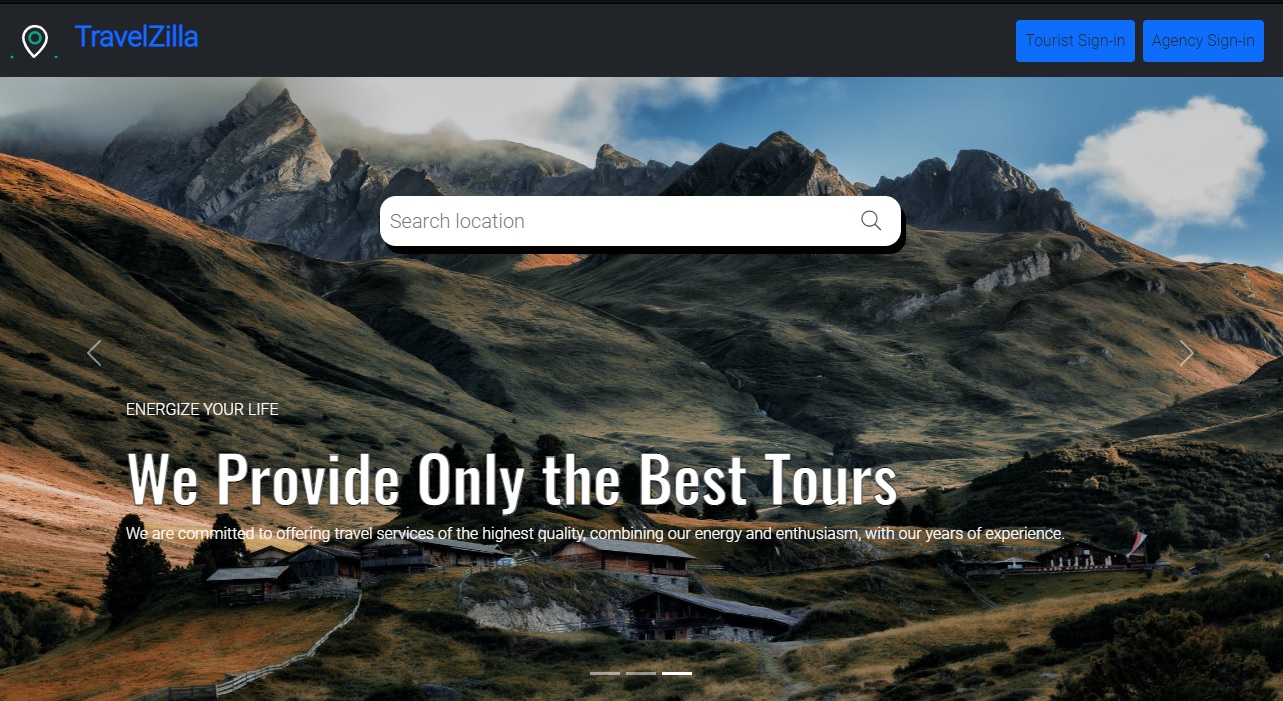 TravelZilla
Tourist Sign-in
Agency Sign-in
Search location
ENERGIZE YOUR LIFE
We Provide Only the Best Tours
We are committed to offering travel services of the highest quality, combining our energy and enthusiasm, with our years of experience.